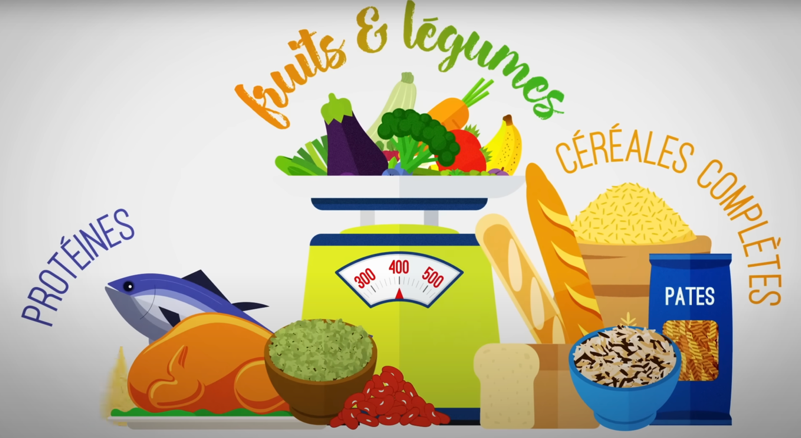 fruits & légumes
CÉRÉALES COMPLÈTES
PROTÉINES
300 400 500
PATES